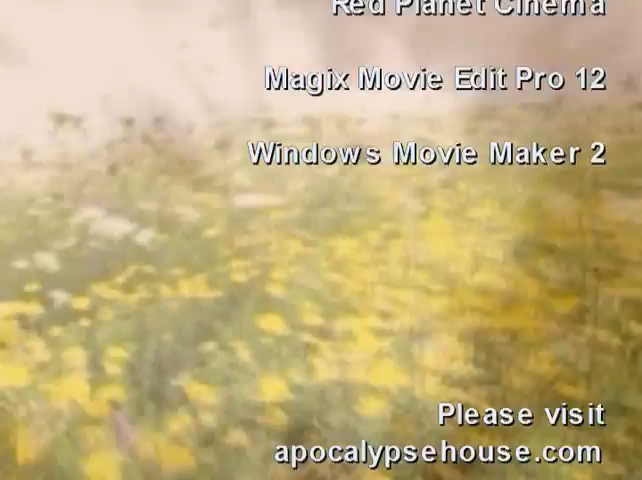 Red Planet Cinema
Magix Movie Edit Pro 12
Windows Movie Maker 2
Please visit
apocalypsehouse.com